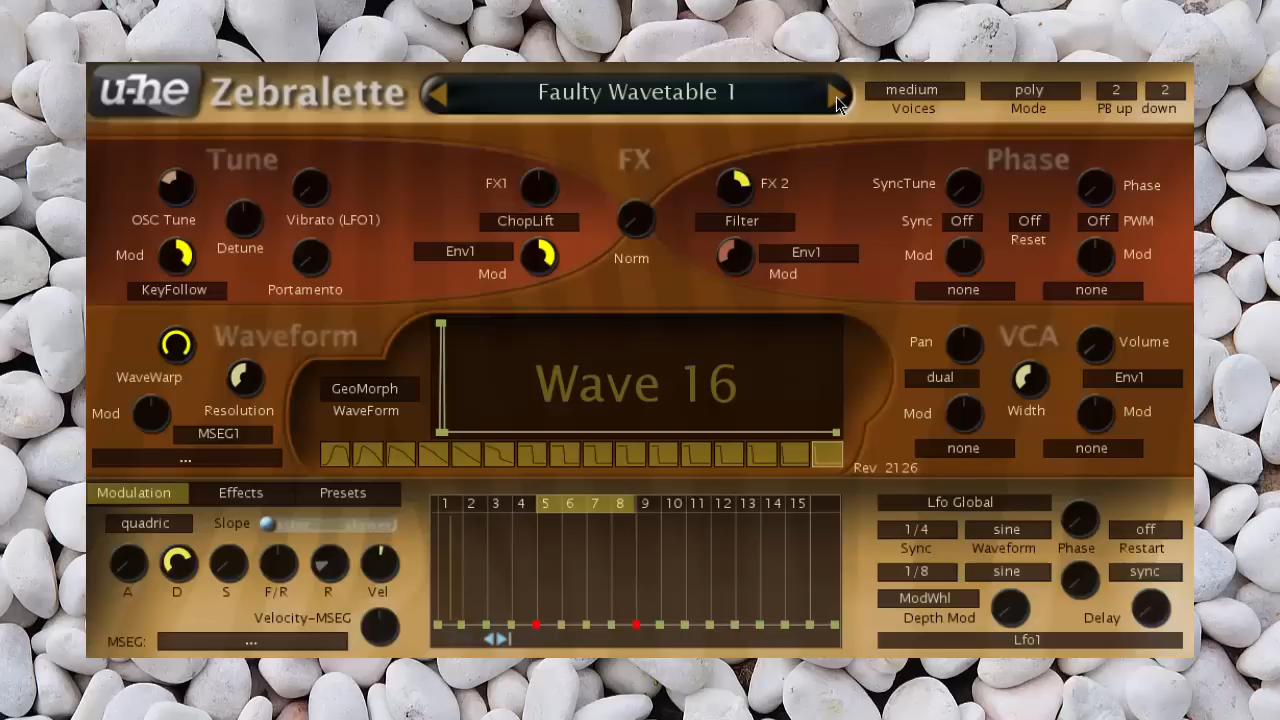 u-he Zebralette
Faulty Wavetable 1
medium poly 2 2
Voices Mode PB up down
Tune FX Phase
FX1 FX 2 SyncTune Phase
OSC Tune Vibrato (LFO1) ChopLift Filter Sync Off Off Off PWM
Detune Reset
Mod Env1 Norm Env1 Mod Mod
Mod Mod
KeyFollow Portamento none none
Waveform VCA
Pan Volume
WaveWarp dual Env1
GeoMorph Wave 16
Resolution WaveForm Width
Mod Mod Mod
MSEG1 none none
...
Rev 2126
Modulation Effects Presets
1 2 3 4 5 6 7 8 9 10 11 12 13 14 15
Lfo Global
quadric Slope
1/4 sine off
Sync Waveform Phase Restart
1/8 sine sync
A D S F/R R Vel
ModWhl
Velocity-MSEG
Depth Mod Delay
MSEG: ...
Lfo1